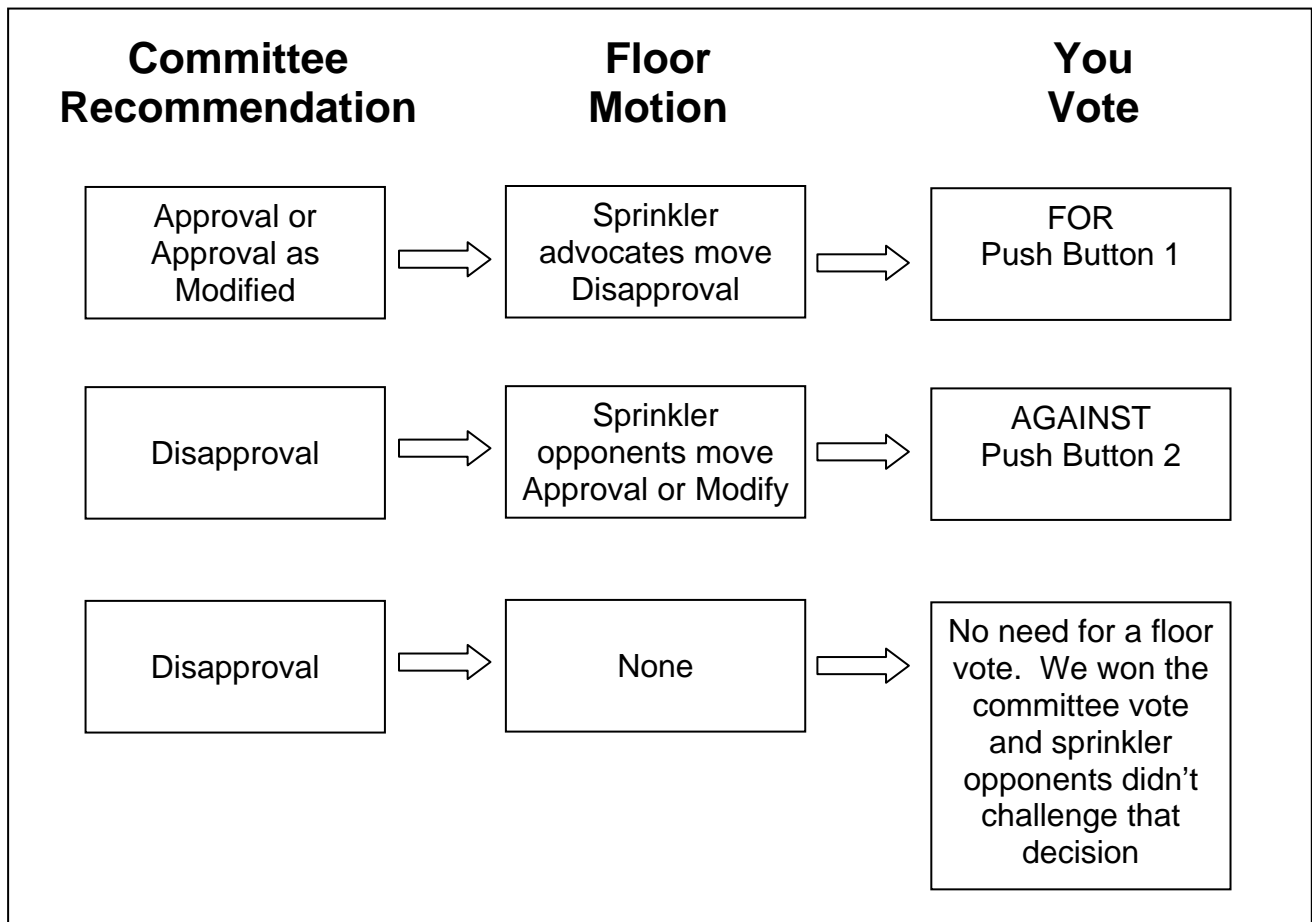 Committee
Recommendation
Floor
Motion
You
Vote
Approval or
Approval as
Modified
Sprinkler
advocates move
Disapproval
FOR
Push Button 1
Disapproval
Sprinkler
opponents move
Approval or Modify
AGAINST
Push Button 2
Disapproval
None
No need for a floor
vote.  We won the
committee vote
and sprinkler
opponents didn’t
challenge that
decision